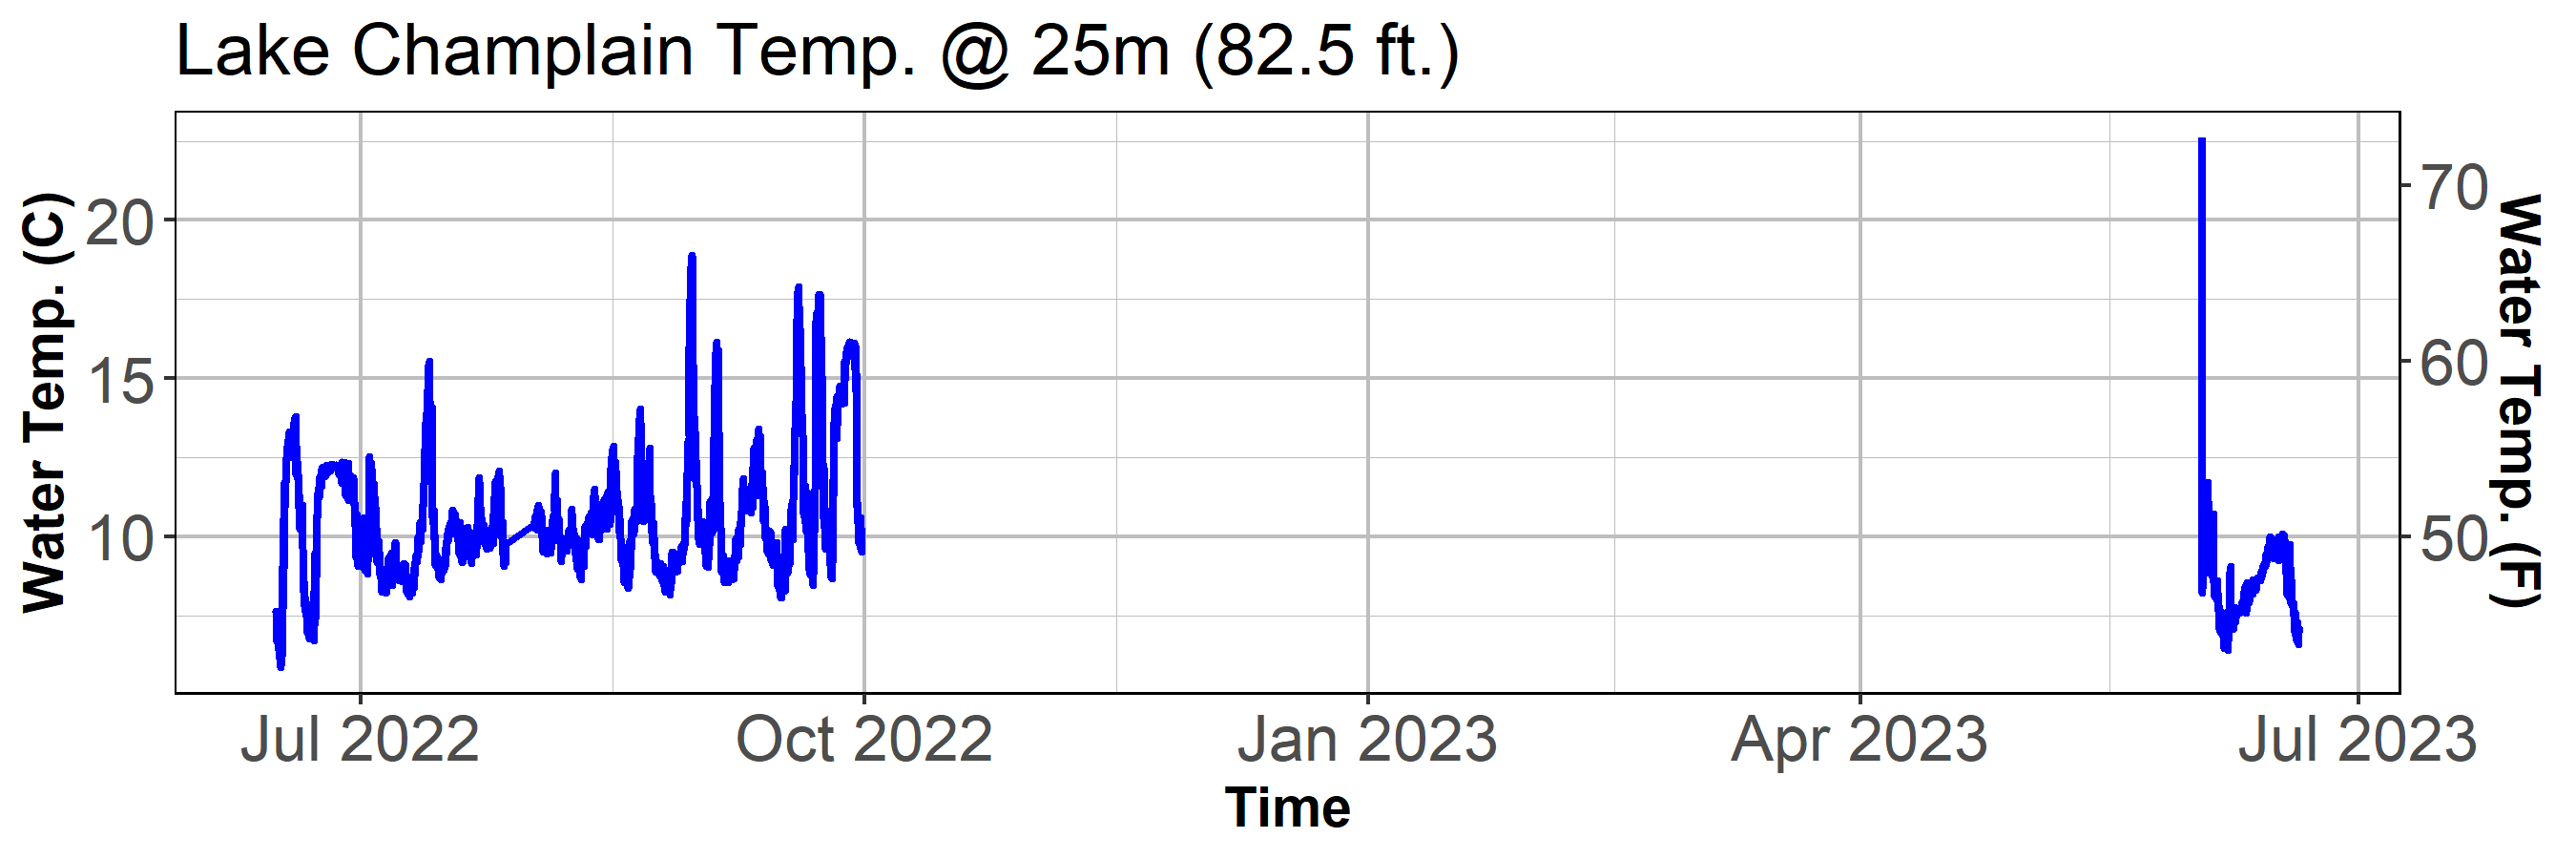 Lake Champlain Temp. @ 25m (82.5 ft.)
Water Temp. (C)
20
15
10
70
60
50
Water Temp. (F)
Jul 2022 Oct 2022 Jan 2023 Apr 2023 Jul 2023
Time